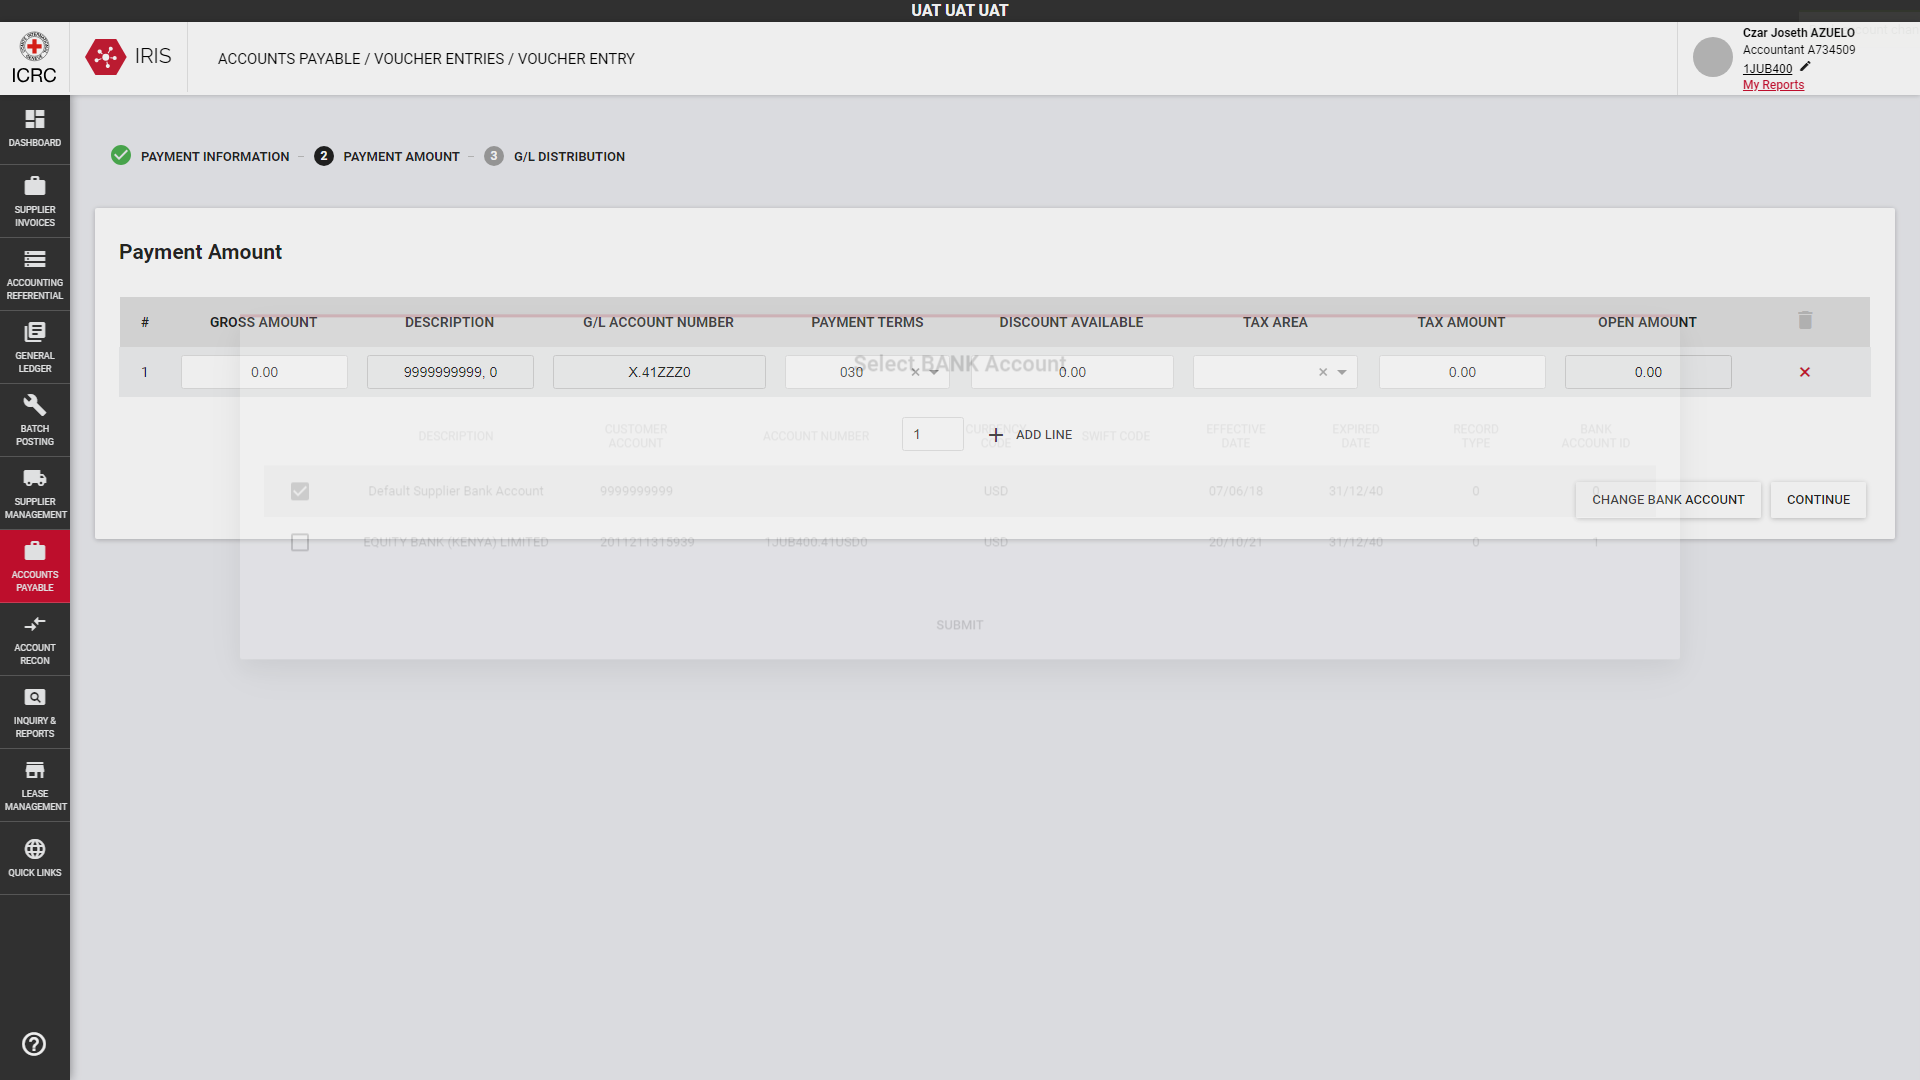 UAT UAT UAT
ICRC
IRIS
ACCOUNTS PAYABLE / VOUCHER ENTRIES / VOUCHER ENTRY
Czar Joseth AZUELO
Accountant A734509
1JUB400
My Reports
DASHBOARD
SUPPLIER
INVOICES
ACCOUNTING
REFERENTIAL
GENERAL
LEDGER
BATCH
POSTING
SUPPLIER
MANAGEMENT
ACCOUNTS
PAYABLE
ACCOUNT
RECON
INQUIRY &
REPORTS
LEASE
MANAGEMENT
QUICK LINKS
PAYMENT INFORMATION
2 PAYMENT AMOUNT
3 G/L DISTRIBUTION
Payment Amount
# GROSS AMOUNT DESCRIPTION G/L ACCOUNT NUMBER PAYMENT TERMS DISCOUNT AVAILABLE TAX AREA TAX AMOUNT OPEN AMOUNT
1 0.00 9999999999, 0 X.41ZZZ0 030 0.00 0.00 0.00
1 ADD LINE
CHANGE BANK ACCOUNT CONTINUE
Select BANK Account
DESCRIPTION CUSTOMER ACCOUNT ACCOUNT NUMBER CURRENCY CODE SWIFT CODE EFFECTIVE DATE EXPIRED DATE RECORD TYPE BANK ACCOUNT ID
Default Supplier Bank Account 9999999999 USD 07/06/18 31/12/40 0 0
EQUITY BANK (KENYA) LIMITED 2011211315939 1JUB400.41USD0 USD 20/10/21 31/12/40 0 1
SUBMIT